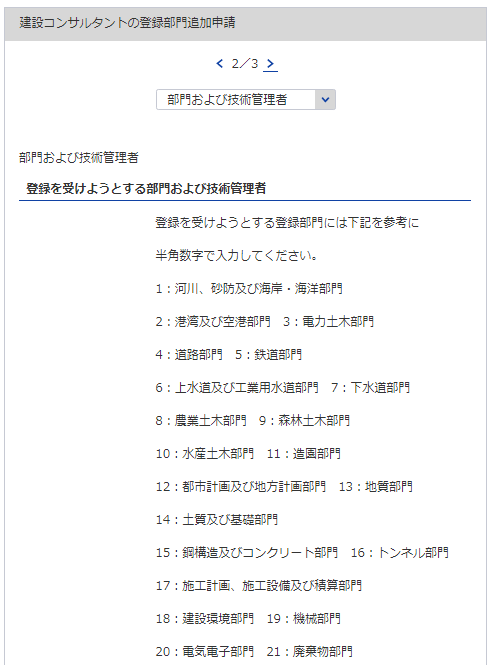 建設コンサルタントの登録部門追加申請
2／3
部門および技術管理者
部門および技術管理者
登録を受けようとする部門および技術管理者
登録を受けようとする登録部門には下記を参考に
半角数字で入力してください。
1：河川、砂防及び海岸・海洋部門
2：港湾及び空港部門　3：電力土木部門
4：道路部門　5：鉄道部門
6：上水道及び工業用水道部門　7：下水道部門
8：農業土木部門　9：森林土木部門
10：水産土木部門　11：造園部門
12：都市計画及び地方計画部門　13：地質部門
14：土質及び基礎部門
15：鋼構造及びコンクリート部門　16：トンネル部門
17：施工計画、施工設備及び積算部門
18：建設環境部門　19：機械部門
20：電気電子部門　21：廃棄物部門